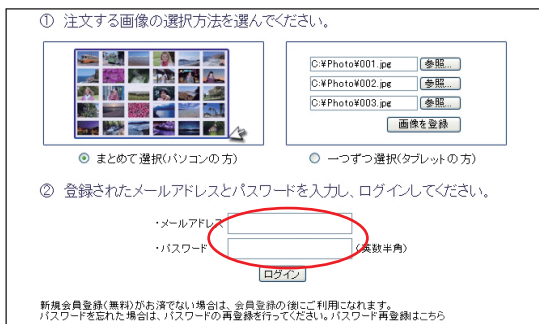 ① 注文する画像の選択方法を選んでください。
C:¥Photo¥001.jpg 参照...
C:¥Photo¥002.jpg 参照...
C:¥Photo¥003.jpg 参照...
画像を登録
まとめて選択(パソコンの方) 一つずつ選択(タブレットの方)
② 登録されたメールアドレスとパスワードを入力し、ログインしてください。
・メールアドレス
・パスワード (英数半角)
ログイン
新規会員登録(無料)がお済でない場合は、会員登録の後にご利用になれます。
パスワードを忘れた場合は、パスワードの再登録を行ってください。パスワード再登録はこちら